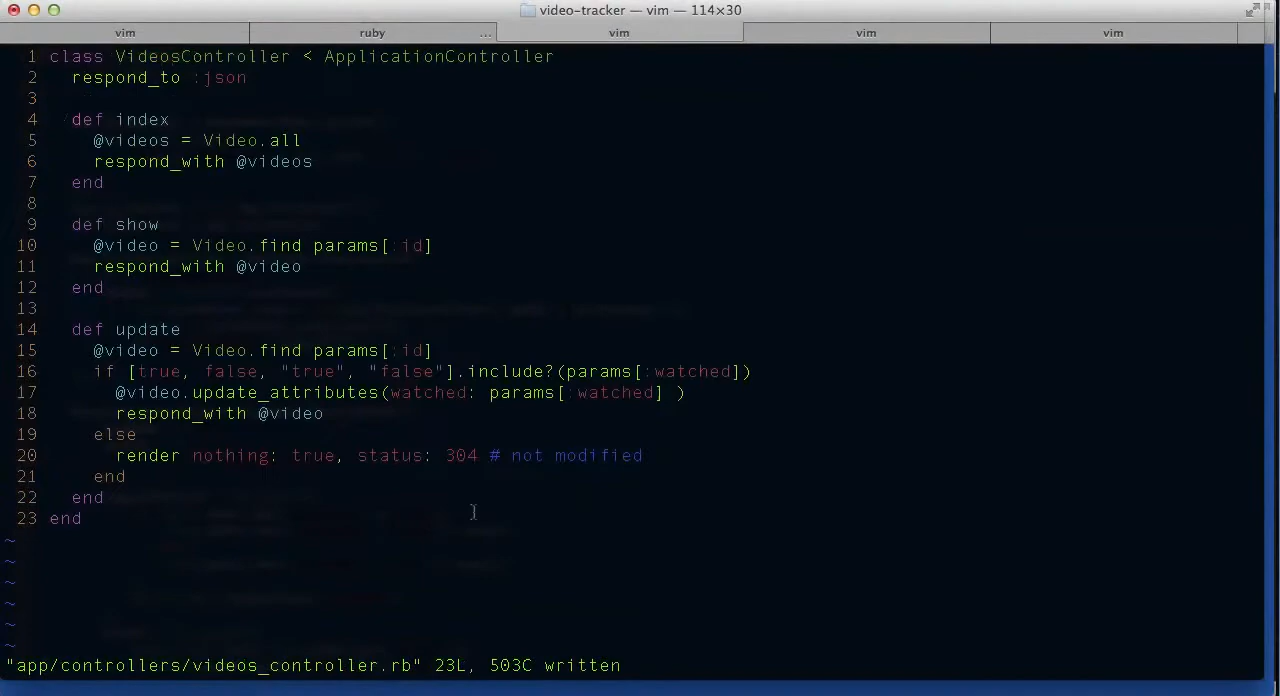 video-tracker — vim — 114×30
vim ruby ... vim vim vim
1 class VideosController < ApplicationController
2   respond_to :json
3
4   def index
5     @videos = Video.all
6     respond_with @videos
7   end
8
9   def show
10     @video = Video.find params[:id]
11     respond_with @video
12   end
13
14   def update
15     @video = Video.find params[:id]
16     if [true, false, "true", "false"].include?(params[:watched])
17       @video.update_attributes(watched: params[:watched] )
18       respond_with @video
19     else
20       render nothing: true, status: 304 # not modified
21     end
22   end
23 end
~
~
~
~
~
~
"app/controllers/videos_controller.rb" 23L, 503C written